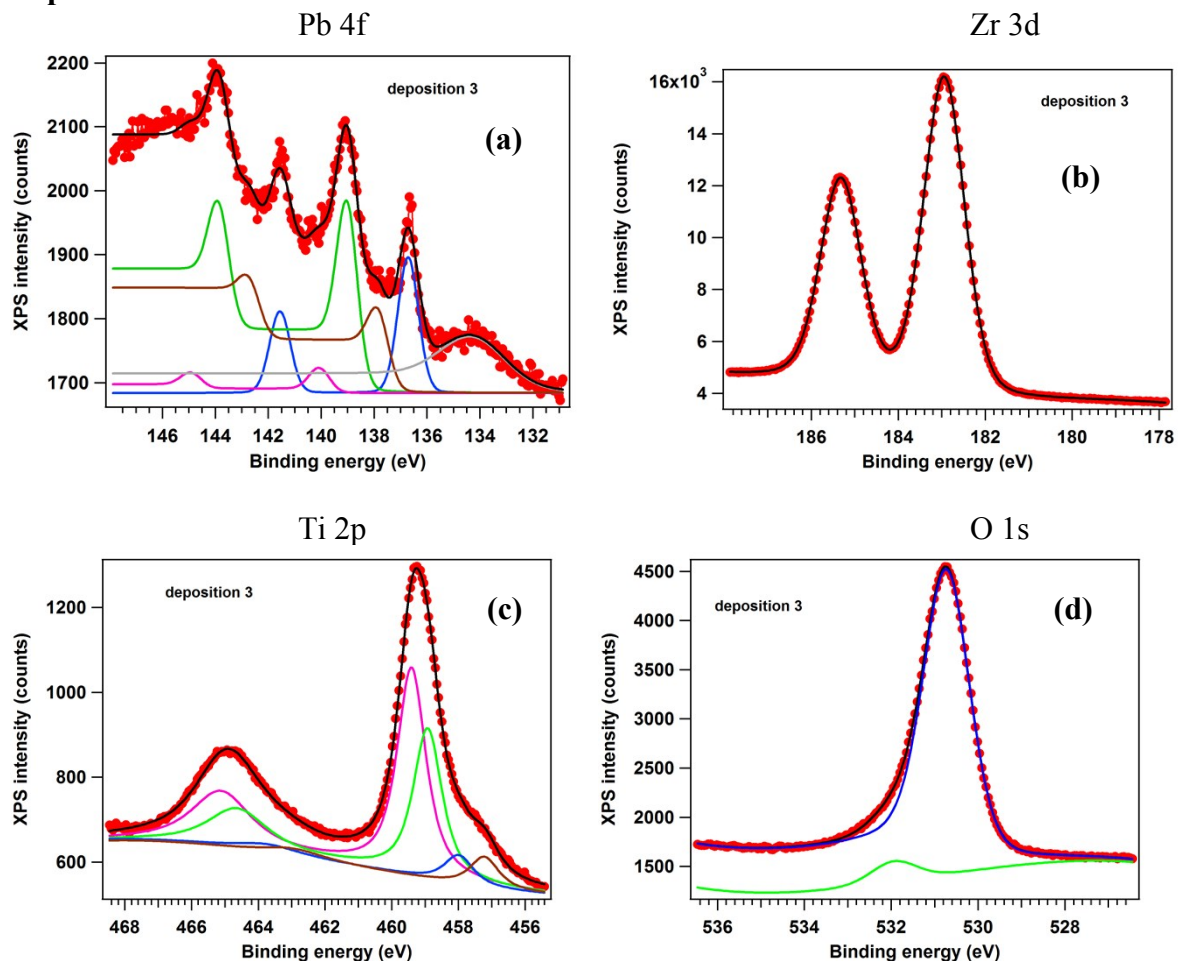 Pb 4f
Zr 3d
2200
2100
2000
1900
1800
1700
XPS intensity (counts)
deposition 3
(a)
146 144 142 140 138 136 134 132
Binding energy (eV)
16x10³
14
12
10
8
6
4
XPS intensity (counts)
deposition 3
(b)
186 184 182 180 178
Binding energy (eV)
Ti 2p
O 1s
1200
1000
800
600
XPS intensity (counts)
deposition 3
(c)
468 466 464 462 460 458 456
Binding energy (eV)
4500
4000
3500
3000
2500
2000
1500
XPS intensity (counts)
deposition 3
(d)
536 534 532 530 528
Binding energy (eV)